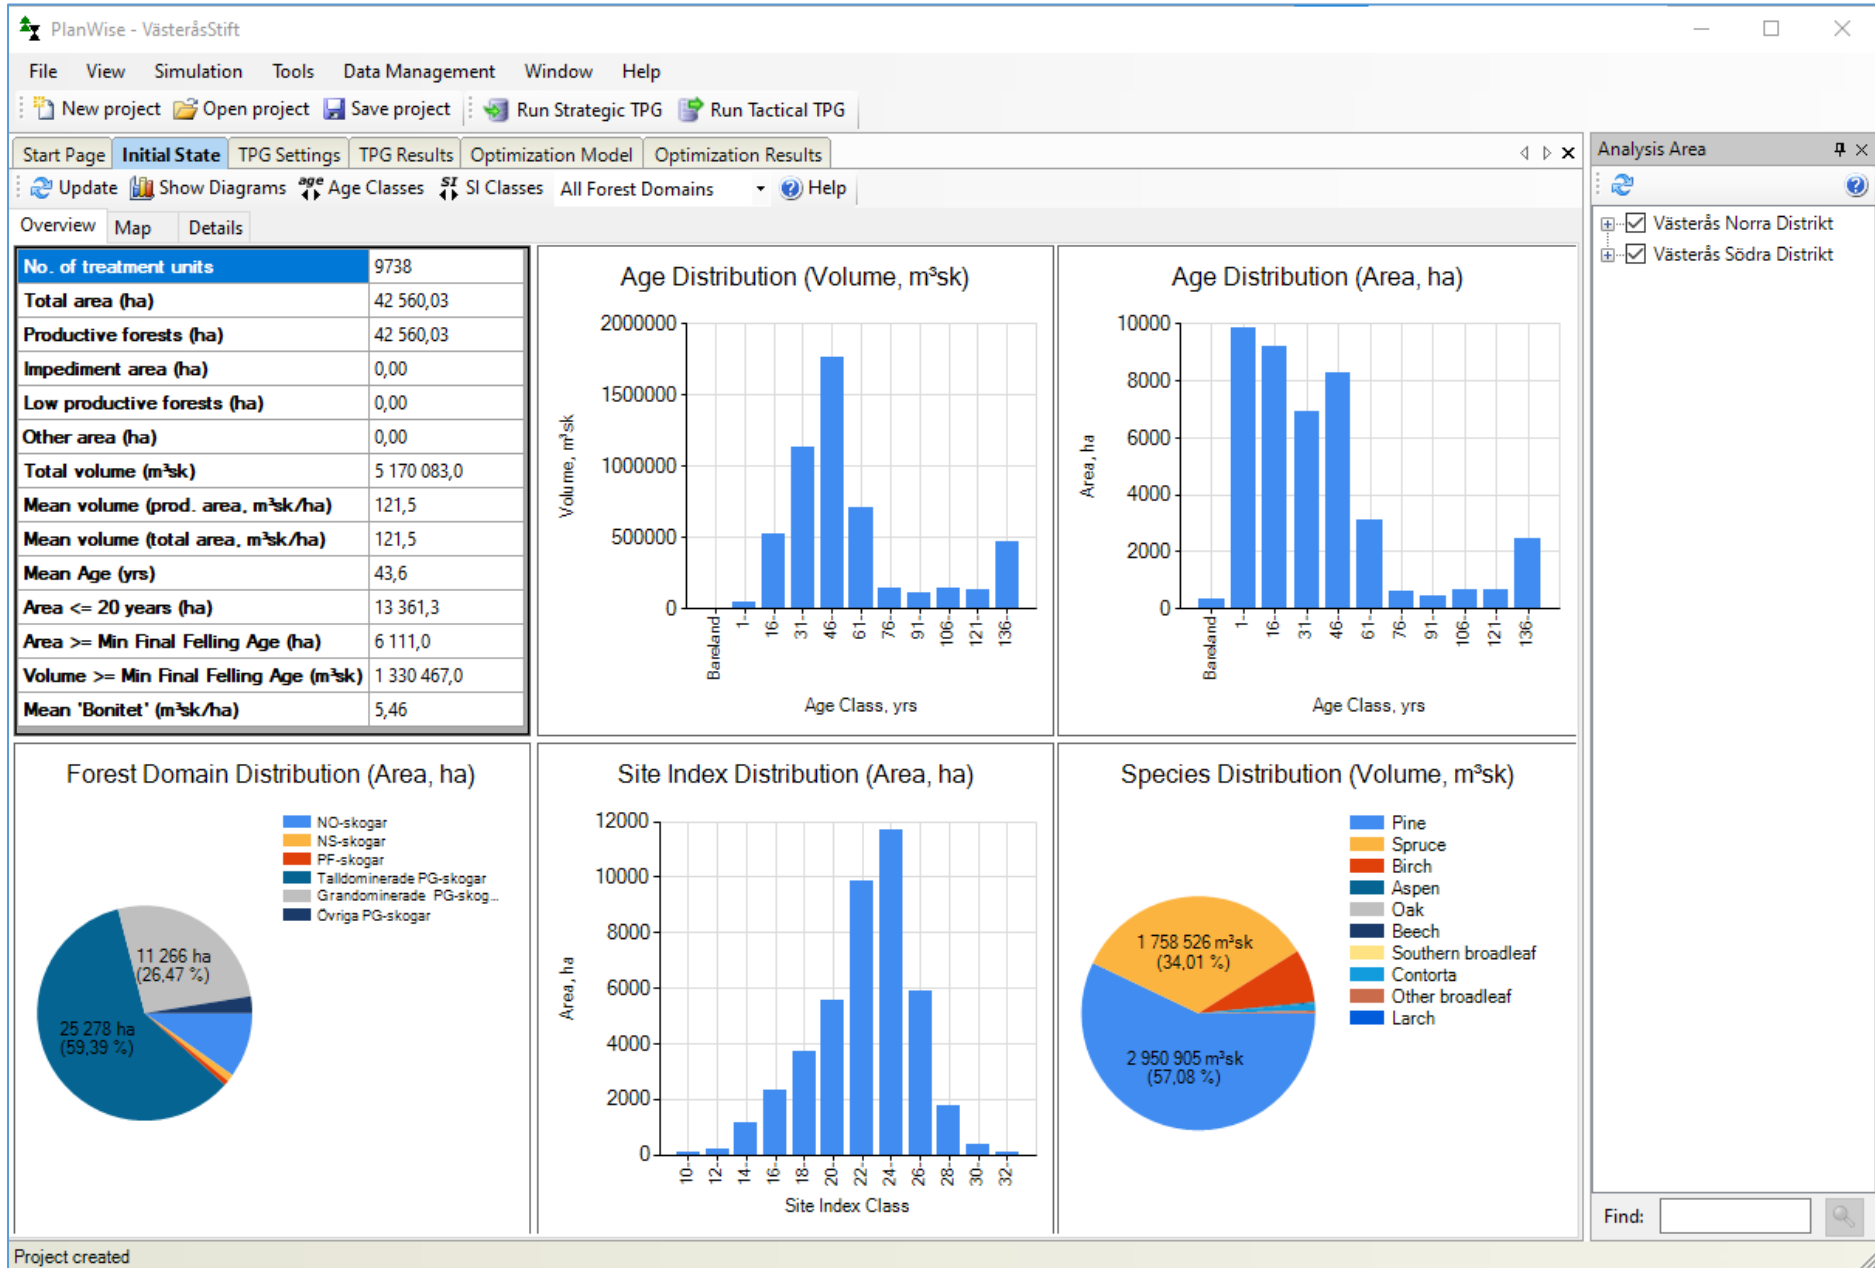 PlanWise - VästeråsStift
File View Simulation Tools Data Management Window Help
New project Open project Save project Run Strategic TPG Run Tactical TPG
Start Page Initial State TPG Settings TPG Results Optimization Model Optimization Results
Update Show Diagrams age Age Classes SI SI Classes All Forest Domains Help
Overview Map Details
No. of treatment units 9738
Total area (ha) 42 560,03
Productive forests (ha) 42 560,03
Impediment area (ha) 0,00
Low productive forests (ha) 0,00
Other area (ha) 0,00
Total volume (m³sk) 5 170 083,0
Mean volume (prod. area, m³sk/ha) 121,5
Mean volume (total area, m³sk/ha) 121,5
Mean Age (yrs) 43,6
Area <= 20 years (ha) 13 361,3
Area >= Min Final Felling Age (ha) 6 111,0
Volume >= Min Final Felling Age (m³sk) 1 330 467,0
Mean 'Bonitet' (m³sk/ha) 5,46
Age Distribution (Volume, m³sk)
Volume, m³sk
2000000
1500000
1000000
500000
0
Bareland 1- 16- 31- 46- 61- 76- 91- 106- 121- 136-
Age Class, yrs
Age Distribution (Area, ha)
Area, ha
10000
8000
6000
4000
2000
0
Bareland 1- 16- 31- 46- 61- 76- 91- 106- 121- 136-
Age Class, yrs
Forest Domain Distribution (Area, ha)
NO-skogar
NS-skogar
PF-skogar
Talldominerade PG-skogar
Grandominerade PG-skog...
Övriga PG-skogar
11 266 ha
(26,47 %)
25 278 ha
(59,39 %)
Site Index Distribution (Area, ha)
Area, ha
12000
10000
8000
6000
4000
2000
0
10- 12- 14- 16- 18- 20- 22- 24- 26- 28- 30- 32-
Site Index Class
Species Distribution (Volume, m³sk)
Pine
Spruce
Birch
Aspen
Oak
Beech
Southern broadleaf
Contorta
Other broadleaf
Larch
1 758 526 m³sk
(34,01 %)
2 950 905 m³sk
(57,08 %)
Analysis Area
Västerås Norra Distrikt
Västerås Södra Distrikt
Find:
Project created